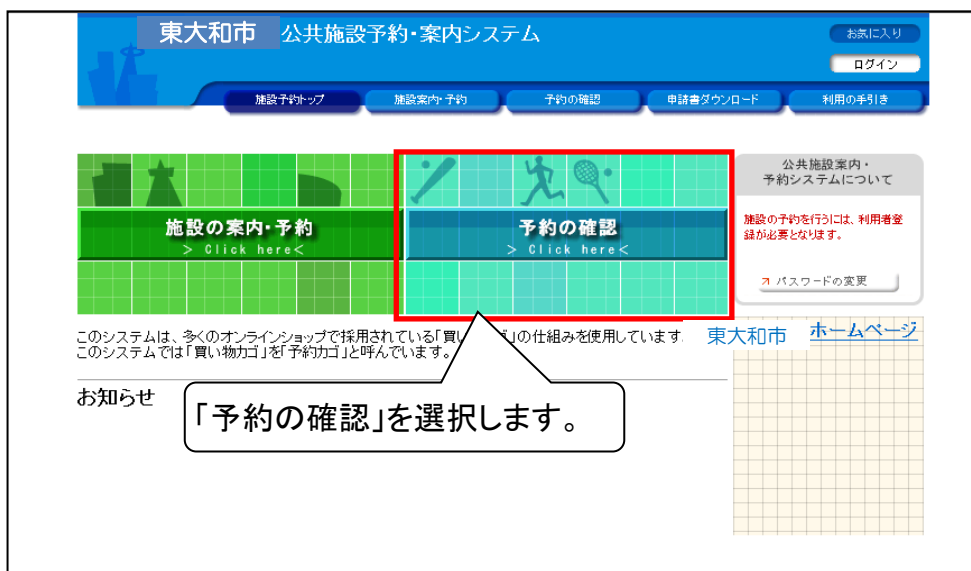 東大和市 公共施設予約・案内システム
お気に入り
ログイン
施設予約トップ 施設案内・予約 予約の確認 申請書ダウンロード 利用の手引き
施設の案内・予約
> Click here<
予約の確認
> Click here<
公共施設案内・
予約システムについて
施設の予約を行うには、利用者登
録が必要となります。
パスワードの変更
このシステムは、多くのオンラインショップで採用されている「買い
」の仕組みを使用しています
このシステムでは「買い物カゴ」を「予約カゴ」と呼んでいます。
東大和市 ホームページ
お知らせ
「予約の確認」を選択します。